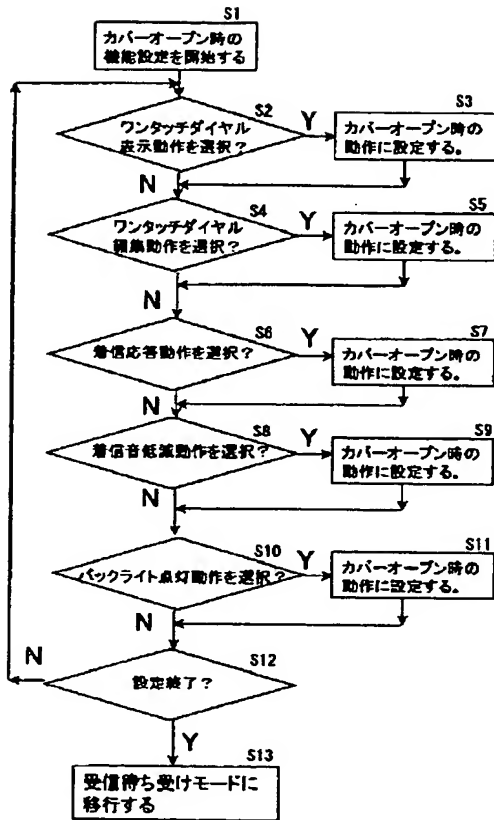 S1
カバーオープン時の
機能設定を開始する
S2
ワンタッチダイヤル
表示動作を選択？
Y
N
S3
カバーオープン時の
動作に設定する。
S4
ワンタッチダイヤル
編集動作を選択？
Y
N
S5
カバーオープン時の
動作に設定する。
S6
着信応答動作を選択？
Y
N
S7
カバーオープン時の
動作に設定する。
S8
着信音低減動作を選択？
Y
N
S9
カバーオープン時の
動作に設定する。
S10
バックライト点灯動作を選択？
Y
N
S11
カバーオープン時の
動作に設定する。
S12
設定終了？
N
Y
S13
受信待ち受けモードに
移行する